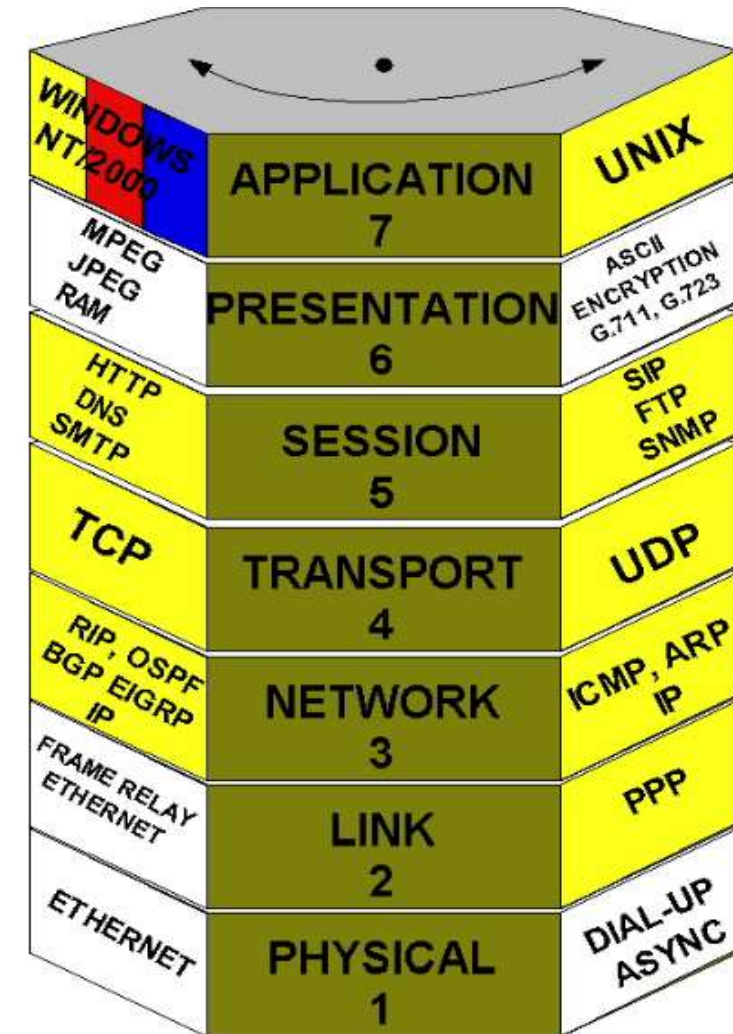 WINDOWS
NT/2000
APPLICATION
7
UNIX
MPEG
JPEG
RAM
PRESENTATION
6
ASCII
ENCRYPTION
G.711, G.723
HTTP
DNS
SMTP
SESSION
5
SIP
FTP
SNMP
TCP
TRANSPORT
4
UDP
RIP, OSPF
BGP EIGRP
IP
NETWORK
3
ICMP, ARP
IP
FRAME RELAY
ETHERNET
LINK
2
PPP
ETHERNET
PHYSICAL
1
DIAL-UP
ASYNC